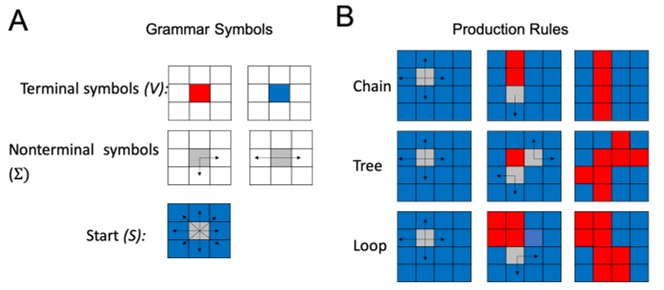 A
Grammar Symbols
Terminal symbols (V):
Nonterminal symbols
(Σ)
Start (S):
B
Production Rules
Chain
Tree
Loop